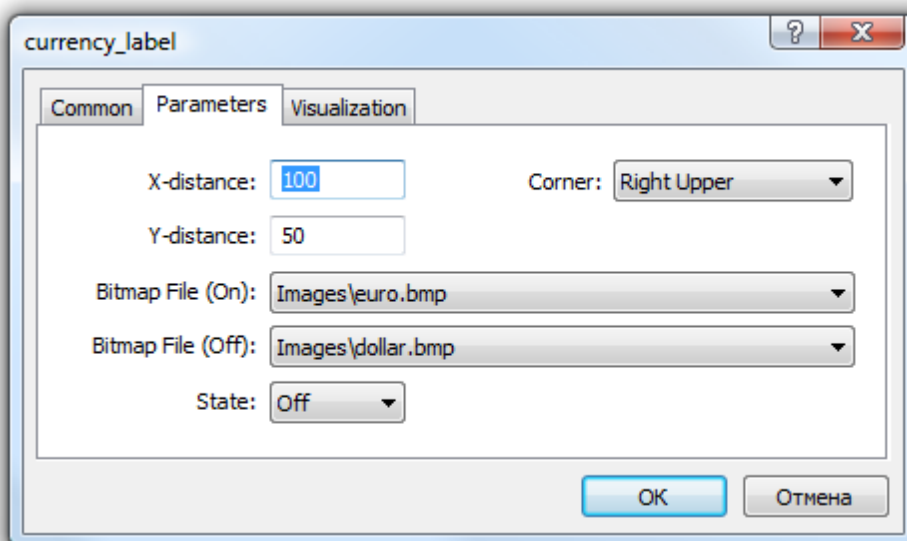 currency_label
Common Parameters Visualization
X-distance: 100 Corner: Right Upper
Y-distance: 50
Bitmap File (On): Images\euro.bmp
Bitmap File (Off): Images\dollar.bmp
State: Off
OK Отмена